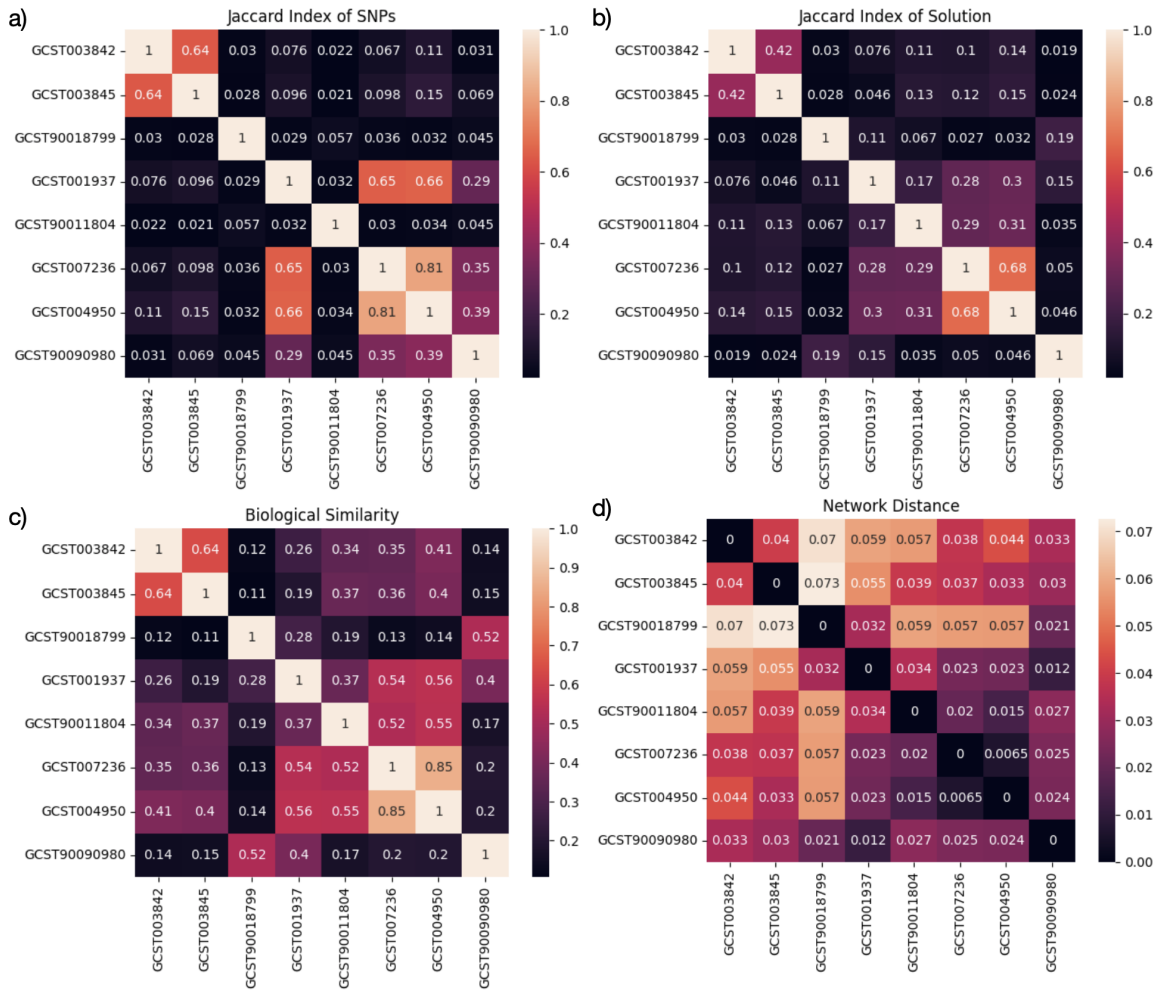 a)
Jaccard Index of SNPs
GCST003842 1 0.64 0.03 0.076 0.022 0.067 0.11 0.031
GCST003845 0.64 1 0.028 0.096 0.021 0.098 0.15 0.069
GCST90018799 0.03 0.028 1 0.029 0.057 0.036 0.032 0.045
GCST001937 0.076 0.096 0.029 1 0.032 0.65 0.66 0.29
GCST90011804 0.022 0.021 0.057 0.032 1 0.03 0.034 0.045
GCST007236 0.067 0.098 0.036 0.65 0.03 1 0.81 0.35
GCST004950 0.11 0.15 0.032 0.66 0.034 0.81 1 0.39
GCST90090980 0.031 0.069 0.045 0.29 0.045 0.35 0.39 1
GCST003842
GCST003845
GCST90018799
GCST001937
GCST90011804
GCST007236
GCST004950
GCST90090980
1.0
0.8
0.6
0.4
0.2
b)
Jaccard Index of Solution
GCST003842 1 0.42 0.03 0.076 0.11 0.1 0.14 0.019
GCST003845 0.42 1 0.028 0.046 0.13 0.12 0.15 0.024
GCST90018799 0.03 0.028 1 0.11 0.067 0.027 0.032 0.19
GCST001937 0.076 0.046 0.11 1 0.17 0.28 0.3 0.15
GCST90011804 0.11 0.13 0.067 0.17 1 0.29 0.31 0.035
GCST007236 0.1 0.12 0.027 0.28 0.29 1 0.68 0.05
GCST004950 0.14 0.15 0.032 0.3 0.31 0.68 1 0.046
GCST90090980 0.019 0.024 0.19 0.15 0.035 0.05 0.046 1
GCST003842
GCST003845
GCST90018799
GCST001937
GCST90011804
GCST007236
GCST004950
GCST90090980
1.0
0.8
0.6
0.4
0.2
c)
Biological Similarity
GCST003842 1 0.64 0.12 0.26 0.34 0.35 0.41 0.14
GCST003845 0.64 1 0.11 0.19 0.37 0.36 0.4 0.15
GCST90018799 0.12 0.11 1 0.28 0.19 0.13 0.14 0.52
GCST001937 0.26 0.19 0.28 1 0.37 0.54 0.56 0.4
GCST90011804 0.34 0.37 0.19 0.37 1 0.52 0.55 0.17
GCST007236 0.35 0.36 0.13 0.54 0.52 1 0.85 0.2
GCST004950 0.41 0.4 0.14 0.56 0.55 0.85 1 0.2
GCST90090980 0.14 0.15 0.52 0.4 0.17 0.2 0.2 1
GCST003842
GCST003845
GCST90018799
GCST001937
GCST90011804
GCST007236
GCST004950
GCST90090980
1.0
0.9
0.8
0.7
0.6
0.5
0.4
0.3
0.2
d)
Network Distance
GCST003842 0 0.04 0.07 0.059 0.057 0.038 0.044 0.033
GCST003845 0.04 0 0.073 0.055 0.039 0.037 0.033 0.03
GCST90018799 0.07 0.073 0 0.032 0.059 0.057 0.057 0.021
GCST001937 0.059 0.055 0.032 0 0.034 0.023 0.023 0.012
GCST90011804 0.057 0.039 0.059 0.034 0 0.02 0.015 0.027
GCST007236 0.038 0.037 0.057 0.023 0.02 0 0.0065 0.025
GCST004950 0.044 0.033 0.057 0.023 0.015 0.0065 0 0.024
GCST90090980 0.033 0.03 0.021 0.012 0.027 0.025 0.024 0
GCST003842
GCST003845
GCST90018799
GCST001937
GCST90011804
GCST007236
GCST004950
GCST90090980
0.07
0.06
0.05
0.04
0.03
0.02
0.01
0.00